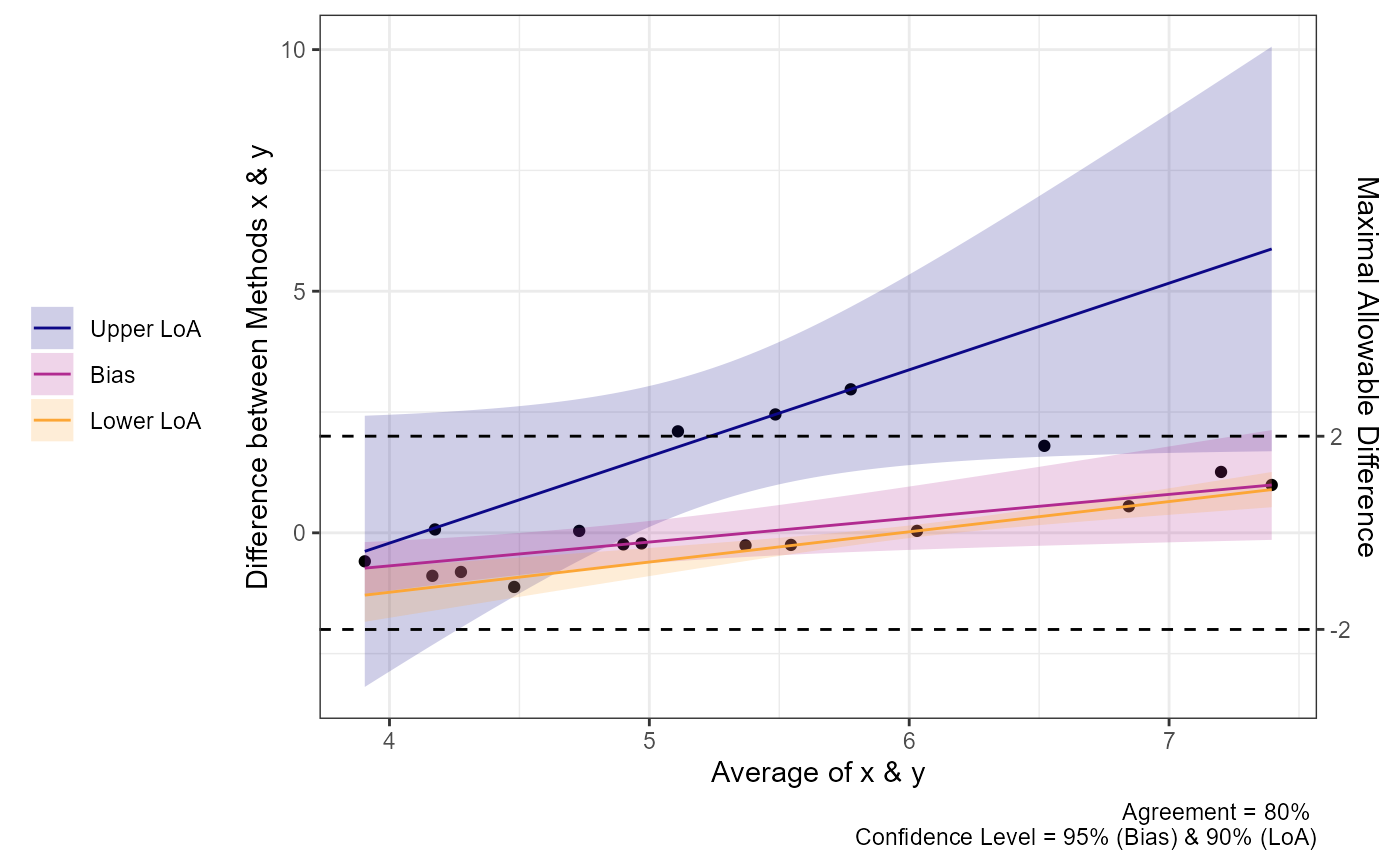 Upper LoA
Bias
Lower LoA
Difference between Methods x & y
10
5
0
4
5
6
7
Average of x & y
2
-2
Maximal Allowable Difference
Agreement = 80%
Confidence Level = 95% (Bias) & 90% (LoA)